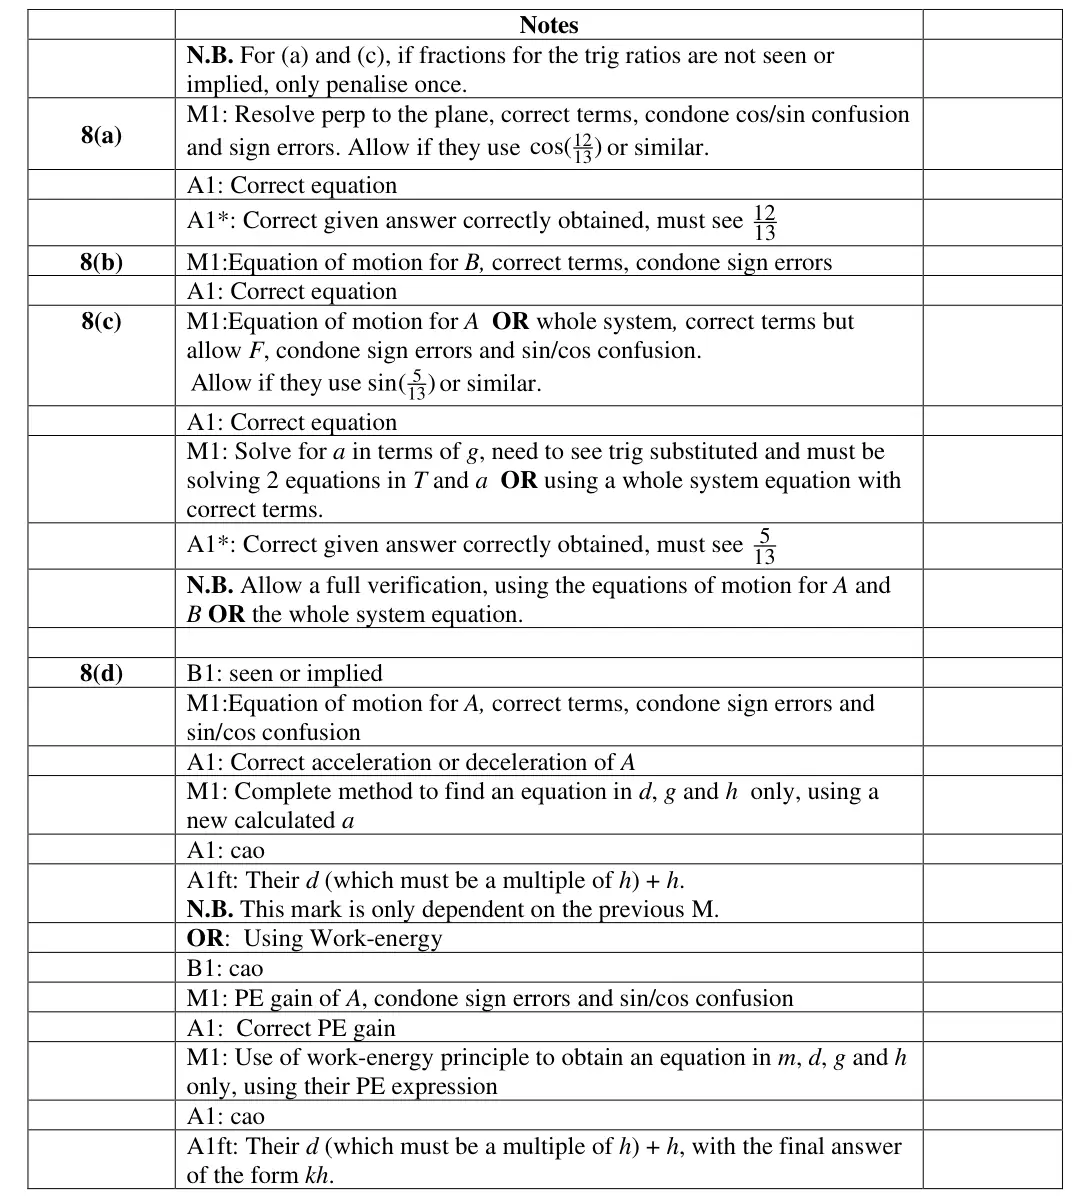 Notes
N.B. For (a) and (c), if fractions for the trig ratios are not seen or
implied, only penalise once.
8(a)
M1: Resolve perp to the plane, correct terms, condone cos/sin confusion
and sign errors. Allow if they use cos(12/13) or similar.
A1: Correct equation
A1*: Correct given answer correctly obtained, must see 12/13
8(b)
M1:Equation of motion for B, correct terms, condone sign errors
A1: Correct equation
8(c)
M1:Equation of motion for A OR whole system, correct terms but
allow F, condone sign errors and sin/cos confusion.
Allow if they use sin(5/13) or similar.
A1: Correct equation
M1: Solve for a in terms of g, need to see trig substituted and must be
solving 2 equations in T and a OR using a whole system equation with
correct terms.
A1*: Correct given answer correctly obtained, must see 5/13
N.B. Allow a full verification, using the equations of motion for A and
B OR the whole system equation.
8(d)
B1: seen or implied
M1:Equation of motion for A, correct terms, condone sign errors and
sin/cos confusion
A1: Correct acceleration or deceleration of A
M1: Complete method to find an equation in d, g and h only, using a
new calculated a
A1: cao
A1ft: Their d (which must be a multiple of h) + h.
N.B. This mark is only dependent on the previous M.
OR: Using Work-energy
B1: cao
M1: PE gain of A, condone sign errors and sin/cos confusion
A1: Correct PE gain
M1: Use of work-energy principle to obtain an equation in m, d, g and h
only, using their PE expression
A1: cao
A1ft: Their d (which must be a multiple of h) + h, with the final answer
of the form kh.